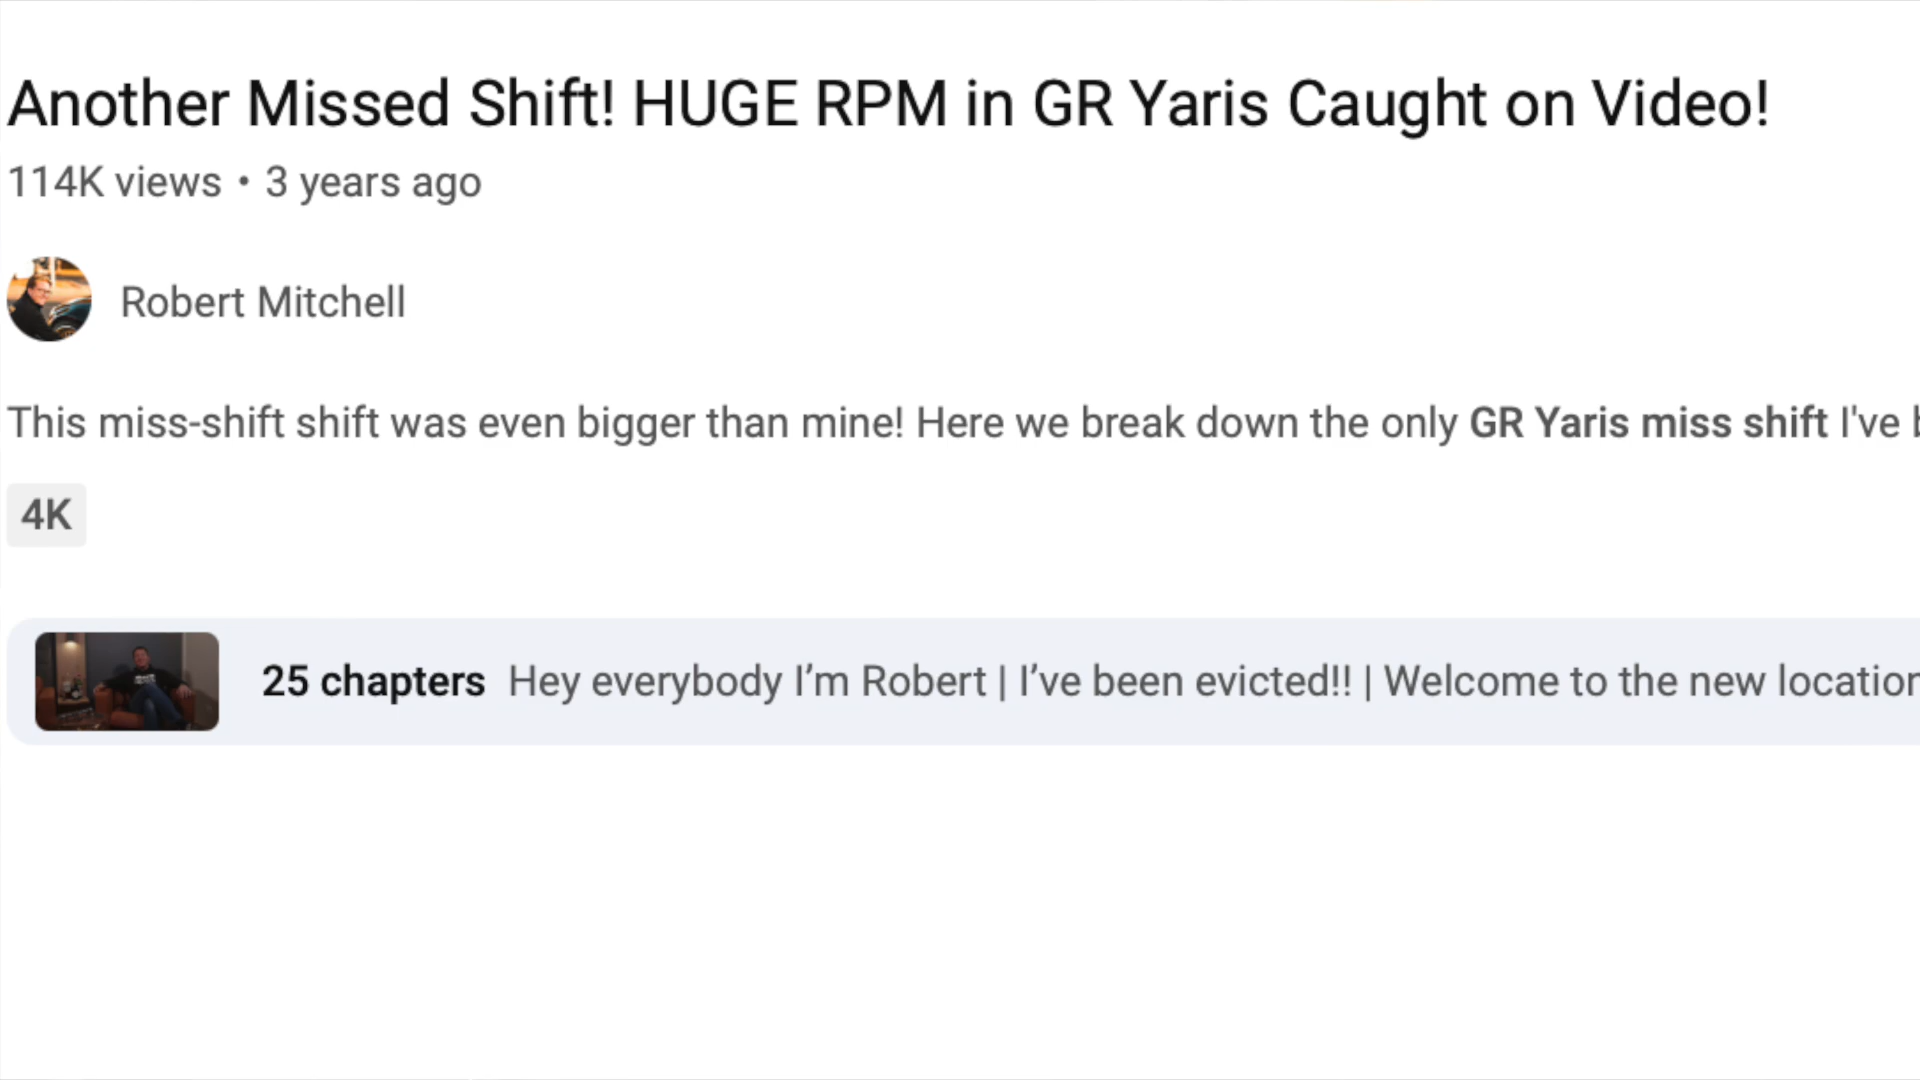 Another Missed Shift! HUGE RPM in GR Yaris Caught on Video!
114K views • 3 years ago
Robert Mitchell
This miss-shift shift was even bigger than mine! Here we break down the only GR Yaris miss shift I've
4K
25 chapters Hey everybody I’m Robert | I’ve been evicted!! | Welcome to the new location